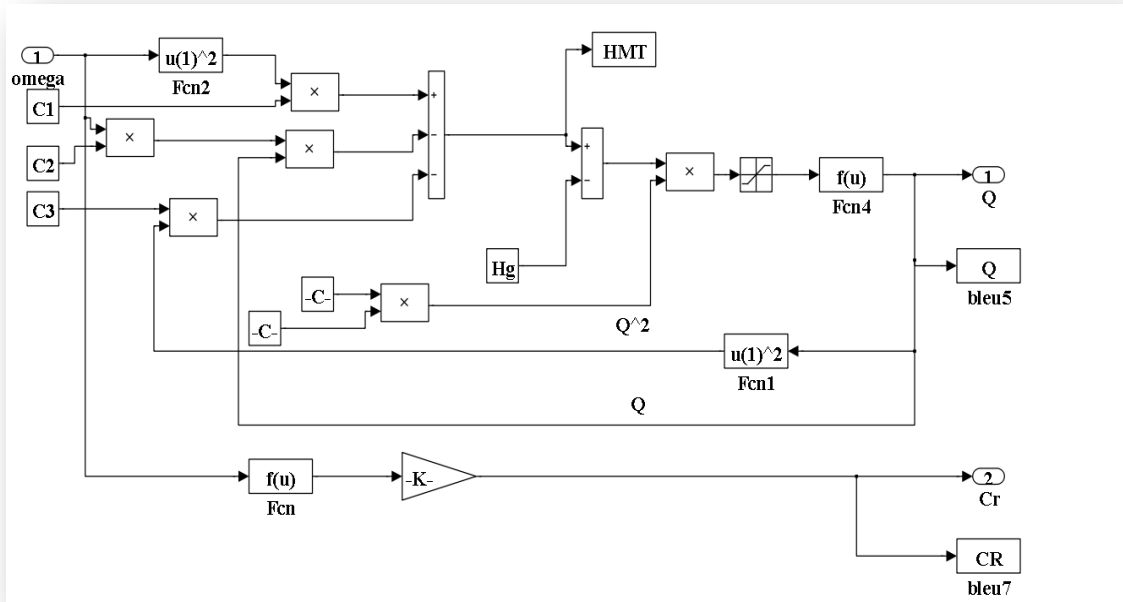 1
omega
u(1)^2
Fcn2
C1
×
+
-
-
HMT
C2
×
×
+
-
×
f(u)
Fcn4
1
Q
C3
×
Hg
Q
bleu5
-C-
×
-C-
Q^2
u(1)^2
Fcn1
Q
f(u)
Fcn
-K-
2
Cr
CR
bleu7